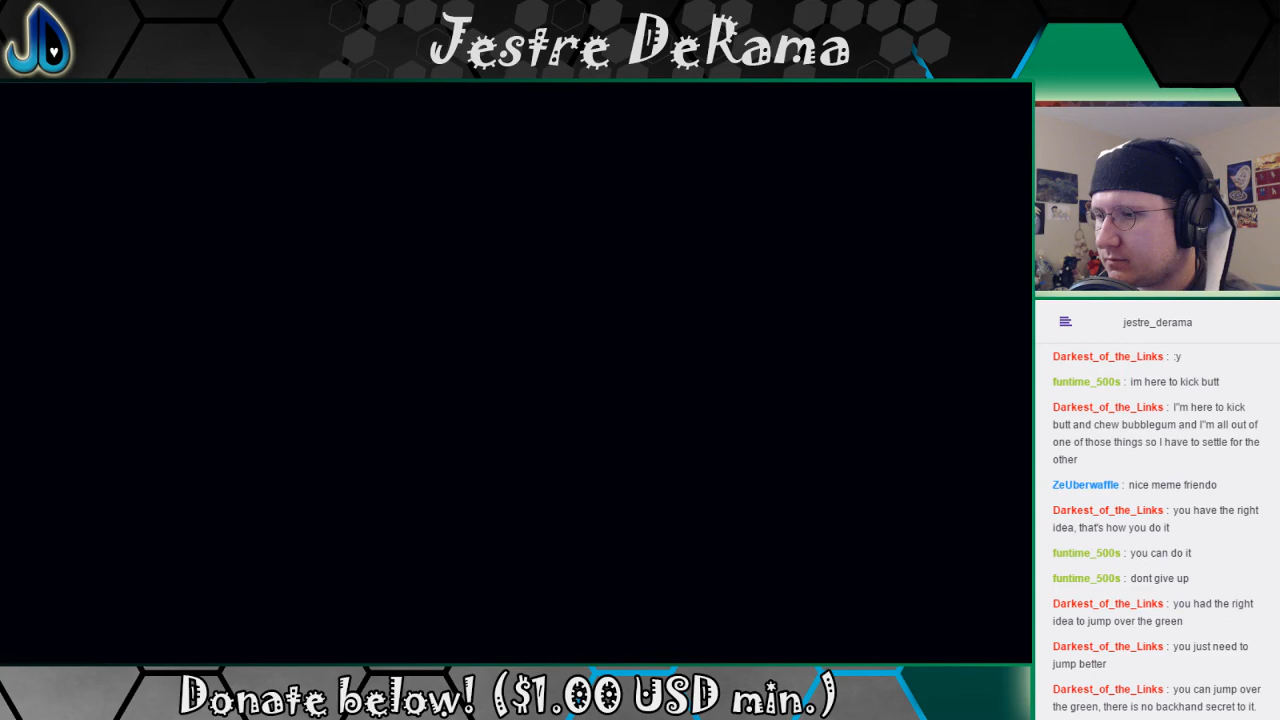 JD
Jestre DeRama
jestre_derama
Darkest_of_the_Links : :y
funtime_500s : im here to kick butt
Darkest_of_the_Links : I"m here to kick
butt and chew bubblegum and I"m all out of
one of those things so I have to settle for the
other
ZeUberwaffle : nice meme friendo
Darkest_of_the_Links : you have the right
idea, that's how you do it
funtime_500s : you can do it
funtime_500s : dont give up
Darkest_of_the_Links : you had the right
idea to jump over the green
Darkest_of_the_Links : you just need to
jump better
Darkest_of_the_Links : you can jump over
the green, there is no backhand secret to it.
Donate below! ($1.00 USD min.)